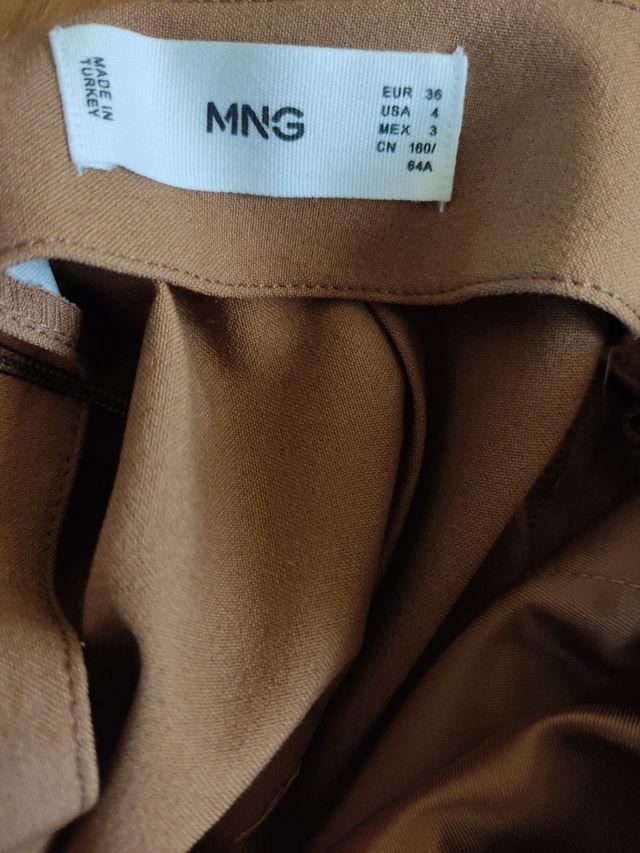 MADE IN
TURKEY
MNG
EUR 36
USA 4
MEX 3
CN 160/
64A